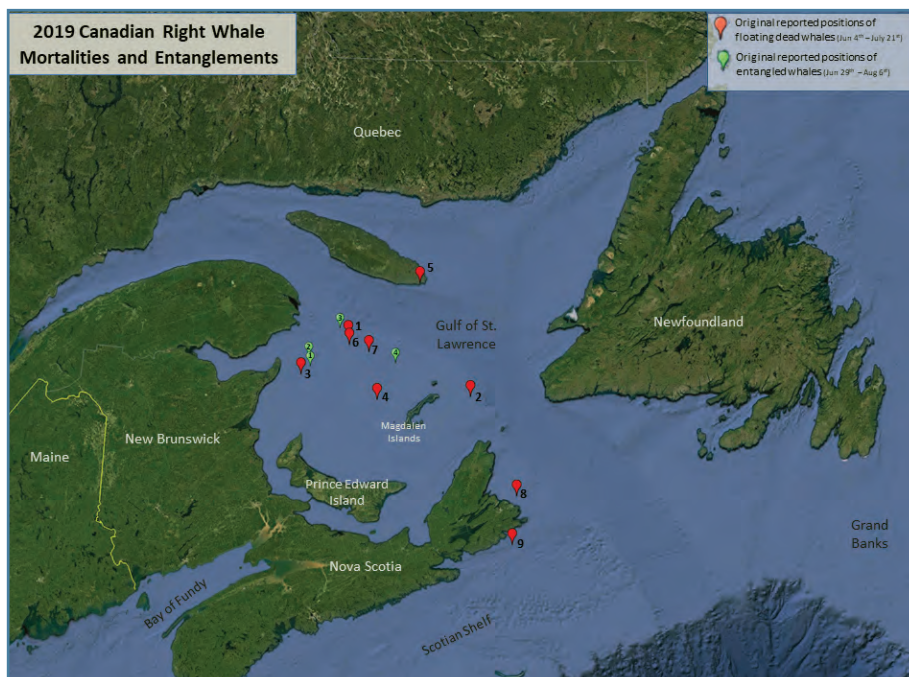 2019 Canadian Right Whale
Mortalities and Entanglements
Original reported positions of
floating dead whales (Jun 4th – July 21st)
Original reported positions of
entangled whales (Jun 29th – Aug 6th)
Quebec
5
3
1
6
Gulf of St.
Lawrence
7
Newfoundland
2
1
4
3
4
2
Magdalen
Islands
New Brunswick
Maine
Prince Edward
Island
8
9
Grand
Banks
Nova Scotia
Bay of Fundy
Scotian Shelf